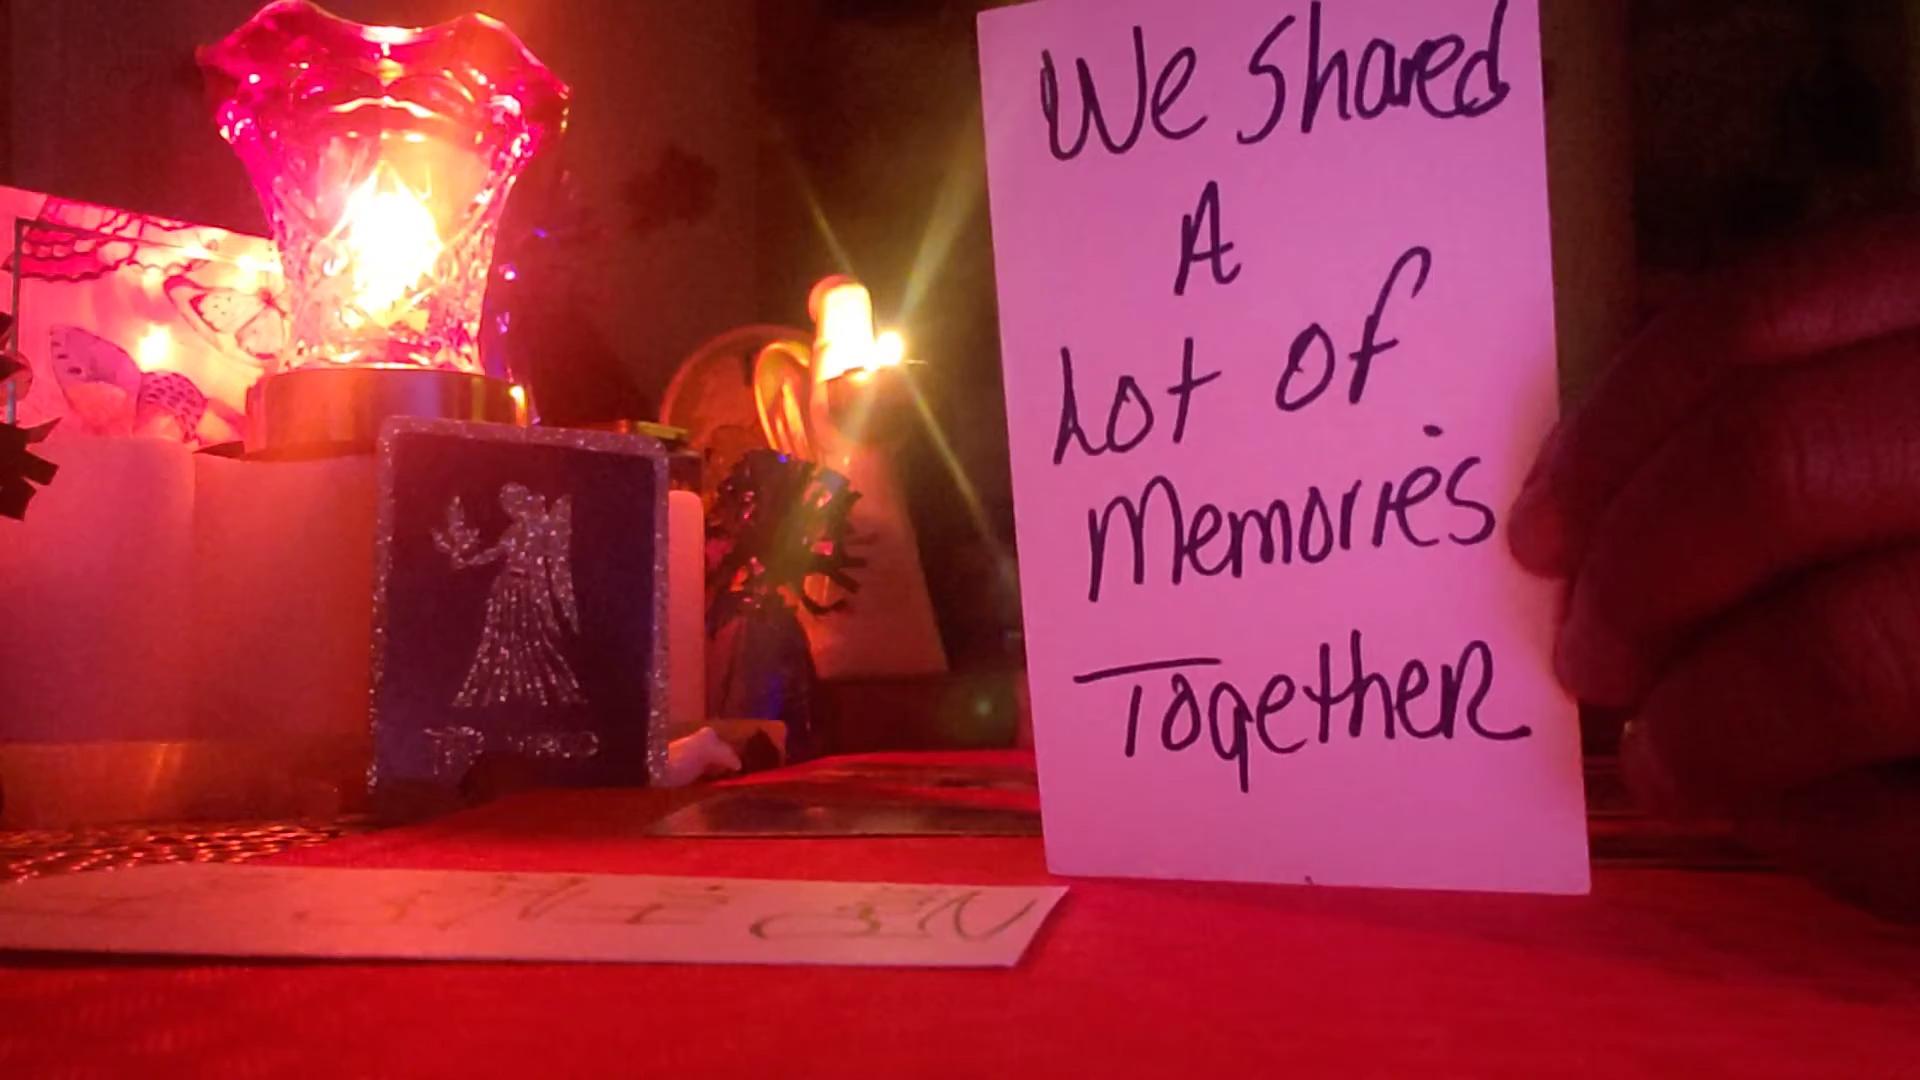 We Shared
A
Lot of
Memories
Together